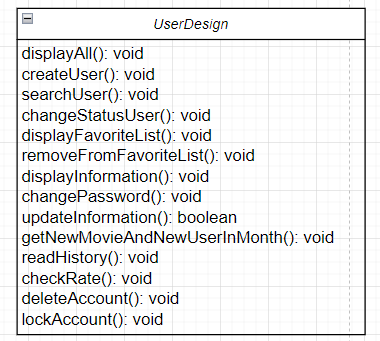 UserDesign
displayAll(): void
createUser(): void
searchUser(): void
changeStatusUser(): void
displayFavoriteList(): void
removeFromFavoriteList(): void
displayInformation(): void
changePassword(): void
updateInformation(): boolean
getNewMovieAndNewUserInMonth(): void
readHistory(): void
checkRate(): void
deleteAccount(): void
lockAccount(): void